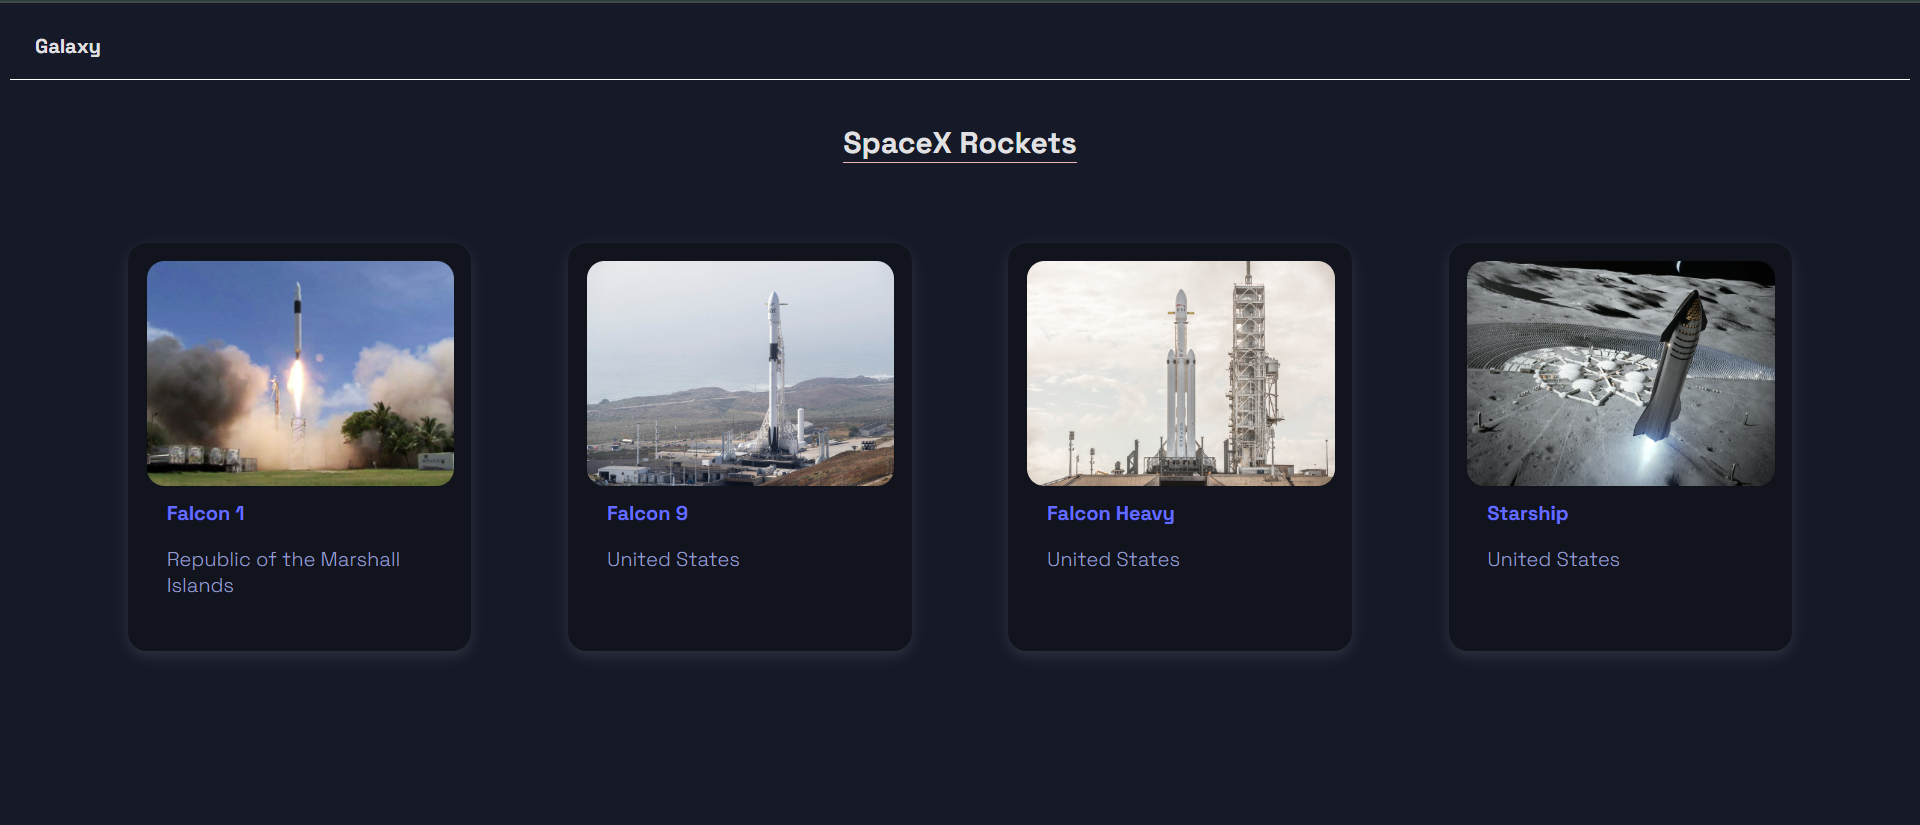 Galaxy
SpaceX Rockets
Falcon 1
Republic of the Marshall
Islands
Falcon 9
United States
Falcon Heavy
United States
Starship
United States